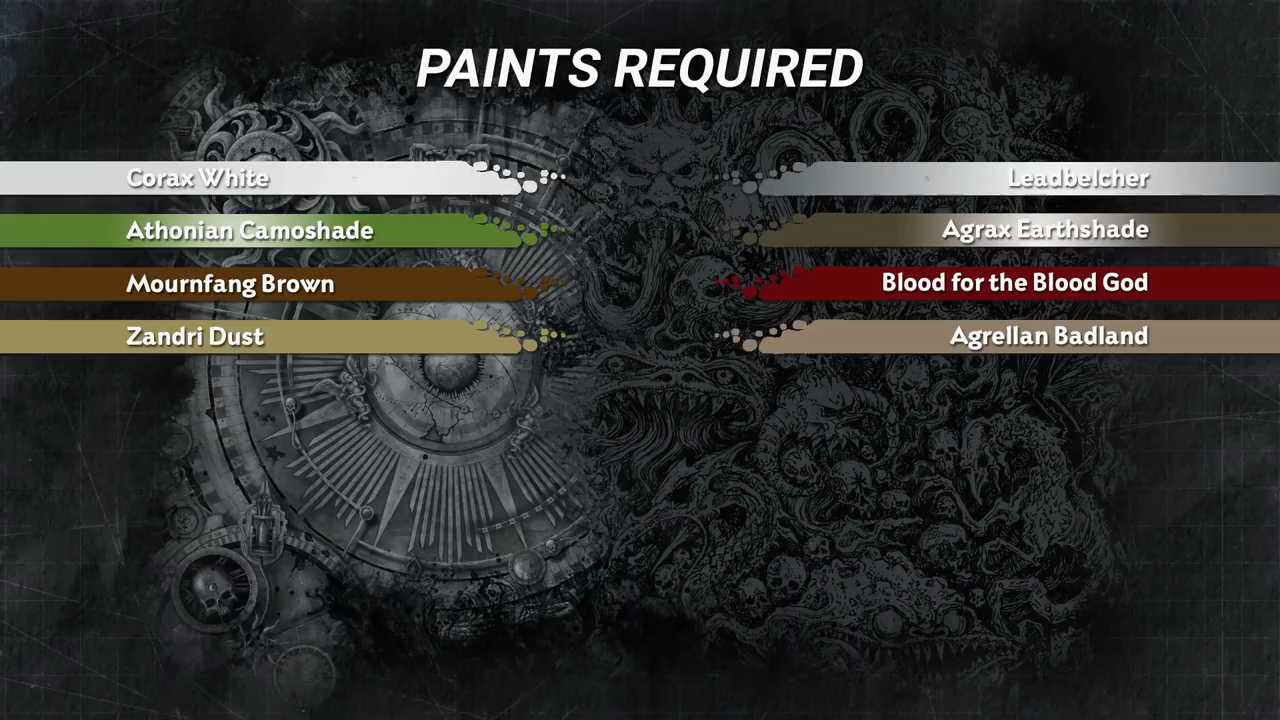 PAINTS REQUIRED
Corax White
Athonian Camoshade
Mournfang Brown
Zandri Dust
Leadbelcher
Agrax Earthshade
Blood for the Blood God
Agrellan Badland